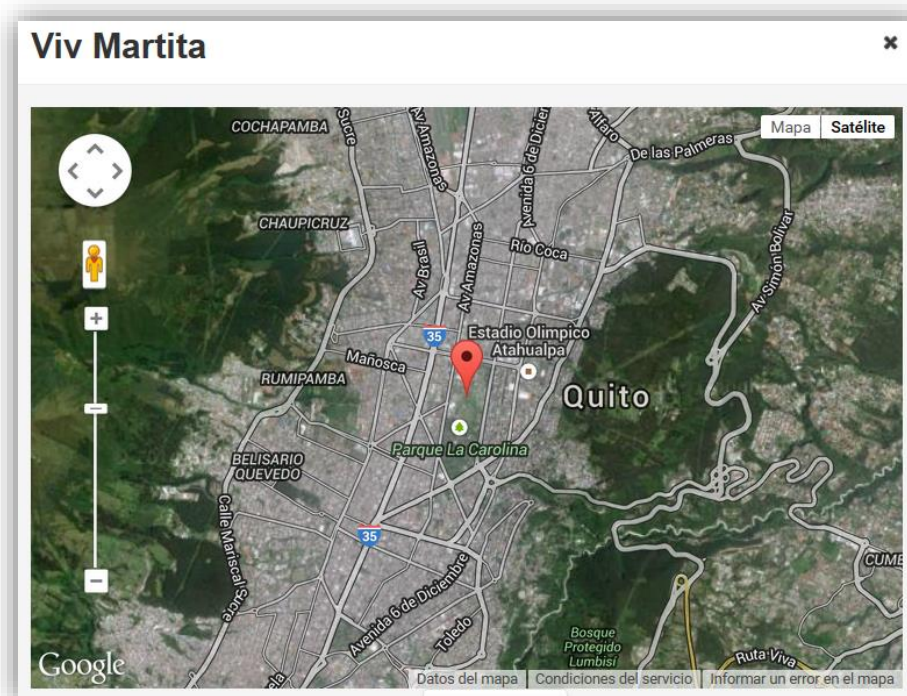 Viv Martita
×
Mapa
Satélite
COCHAPAMBA
Sucre
Av Amazonas
Avenida 6 de Dicie
Alfaro
De las Palmeras
CHAUPICRUZ
Av Brasil
Av Amazonas
Río Coca
Av Simón Bolívar
+
35
Estadio Olimpico
Atahualpa
Mañosca
RUMIPAMBA
Quito
Parque La Carolina
BELISARIO
QUEVEDO
Calle Mariscal Sucre
35
CUME
Avenida 6 de Diciembre
Toledo
Bosque
Protegido
Lumbisí
Ruta Viva
Google
Datos del mapa
Condiciones del servicio
Informar un error en el mapa